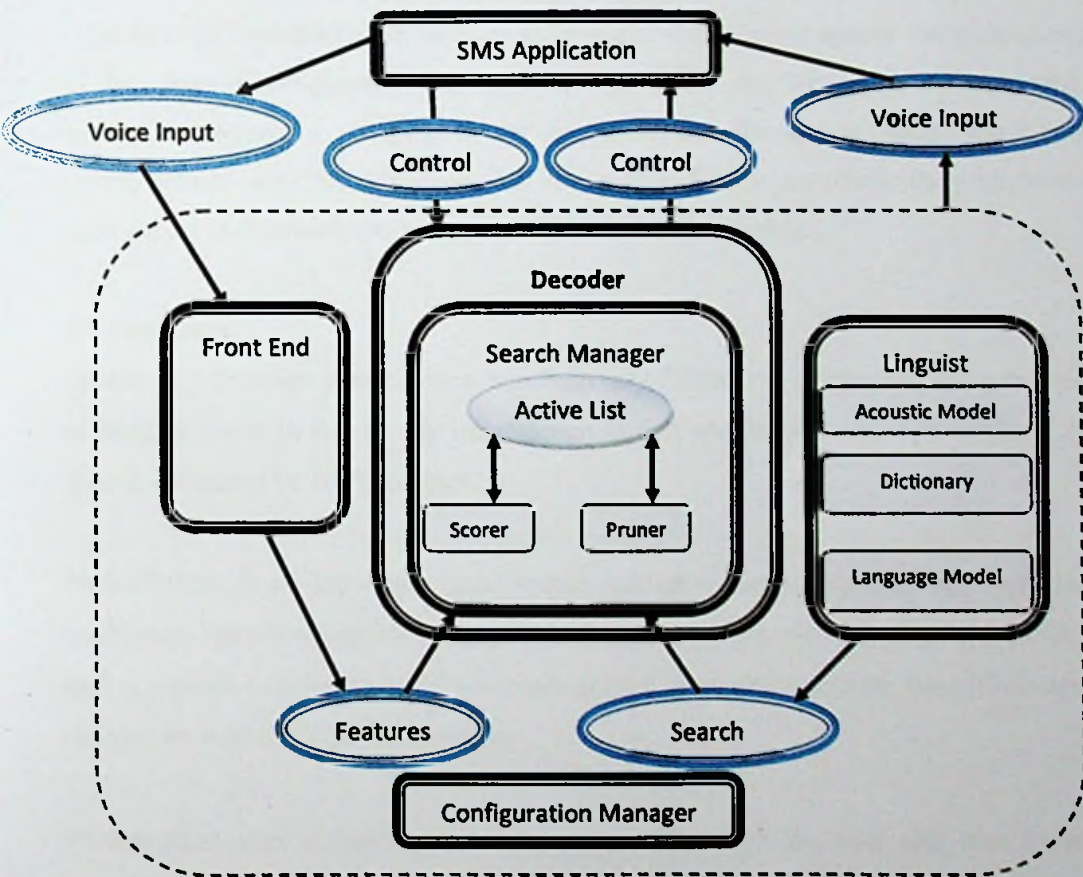 SMS Application
Voice Input
Control
Control
Voice Input
Decoder
Front End
Search Manager
Linguist
Active List
Acoustic Model
Dictionary
Scorer
Pruner
Language Model
Features
Search
Configuration Manager